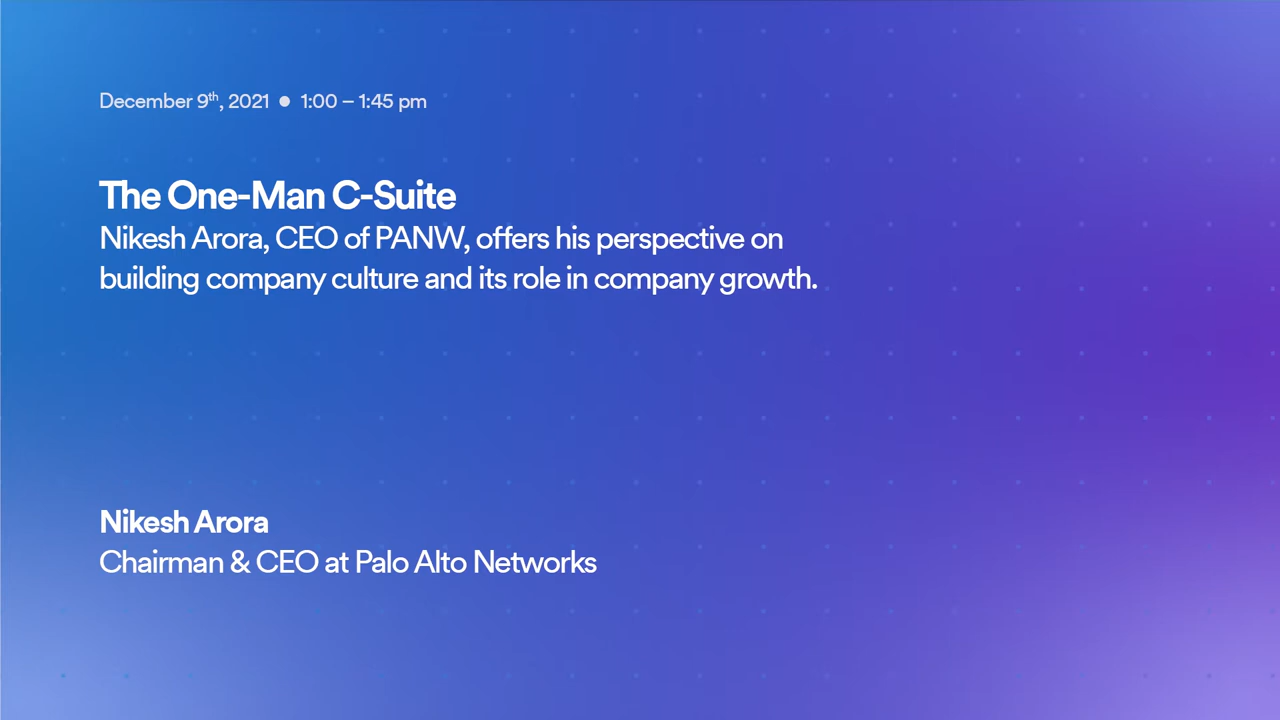 December 9th, 2021 ● 1:00 – 1:45 pm
The One-Man C-Suite
Nikesh Arora, CEO of PANW, offers his perspective on
building company culture and its role in company growth.
Nikesh Arora
Chairman & CEO at Palo Alto Networks